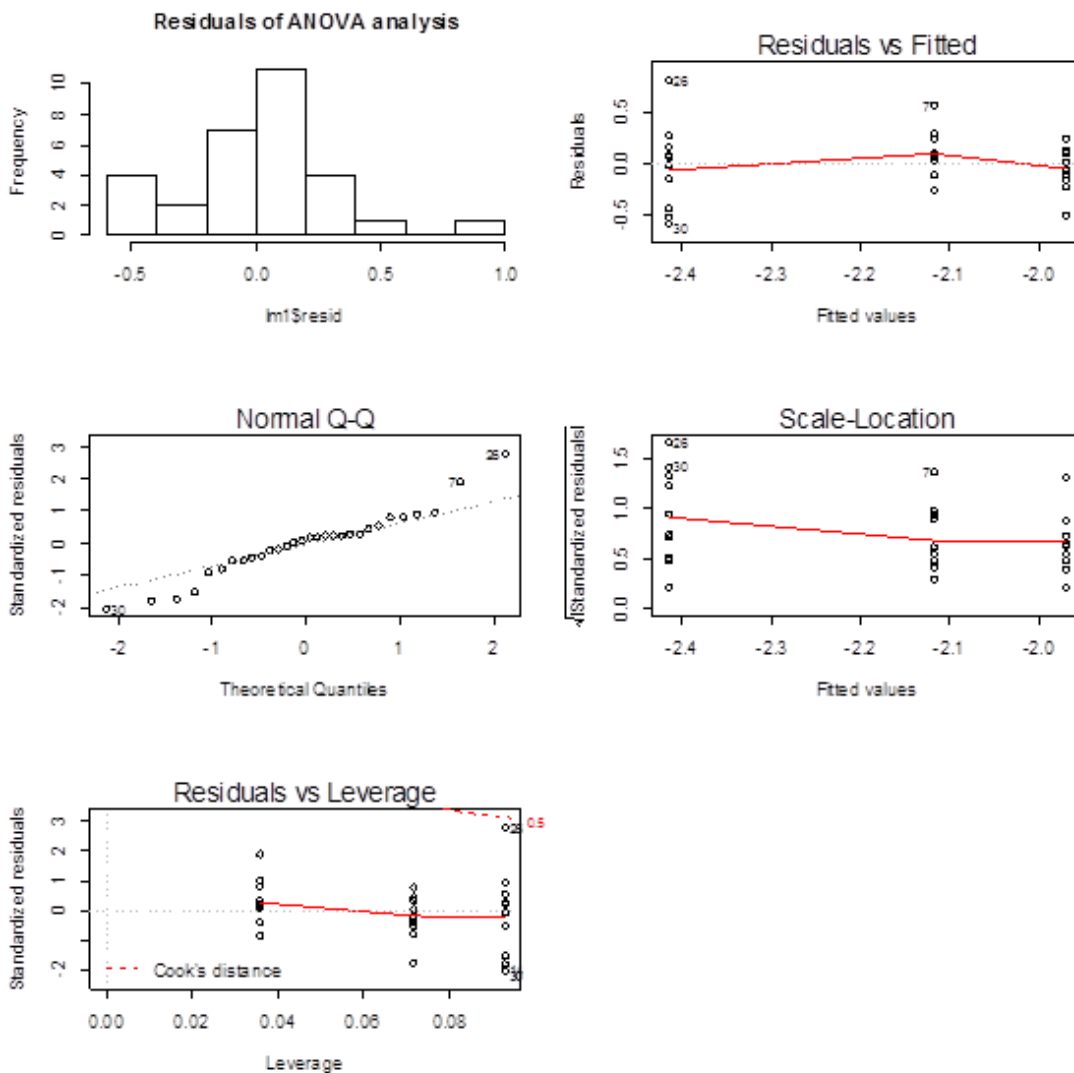 Residuals of ANOVA analysis
Frequency
0 2 4 6 8 10
-0.5 0.0 0.5 1.0
lm1$resid
Residuals vs Fitted
Residuals
-0.5 0.0 0.5
26
7
30
-2.4 -2.3 -2.2 -2.1 -2.0
Fitted values
Normal Q-Q
Standardized residuals
-2 -1 0 1 2 3
7
30
-2 -1 0 1 2
Theoretical Quantiles
Scale-Location
√|Standardized residuals|
0.0 0.5 1.0 1.5
26
30
7
-2.4 -2.3 -2.2 -2.1 -2.0
Fitted values
Residuals vs Leverage
Standardized residuals
-2 0 1 2 3
0.5
30
Cook's distance
0.00 0.02 0.04 0.06 0.08
Leverage